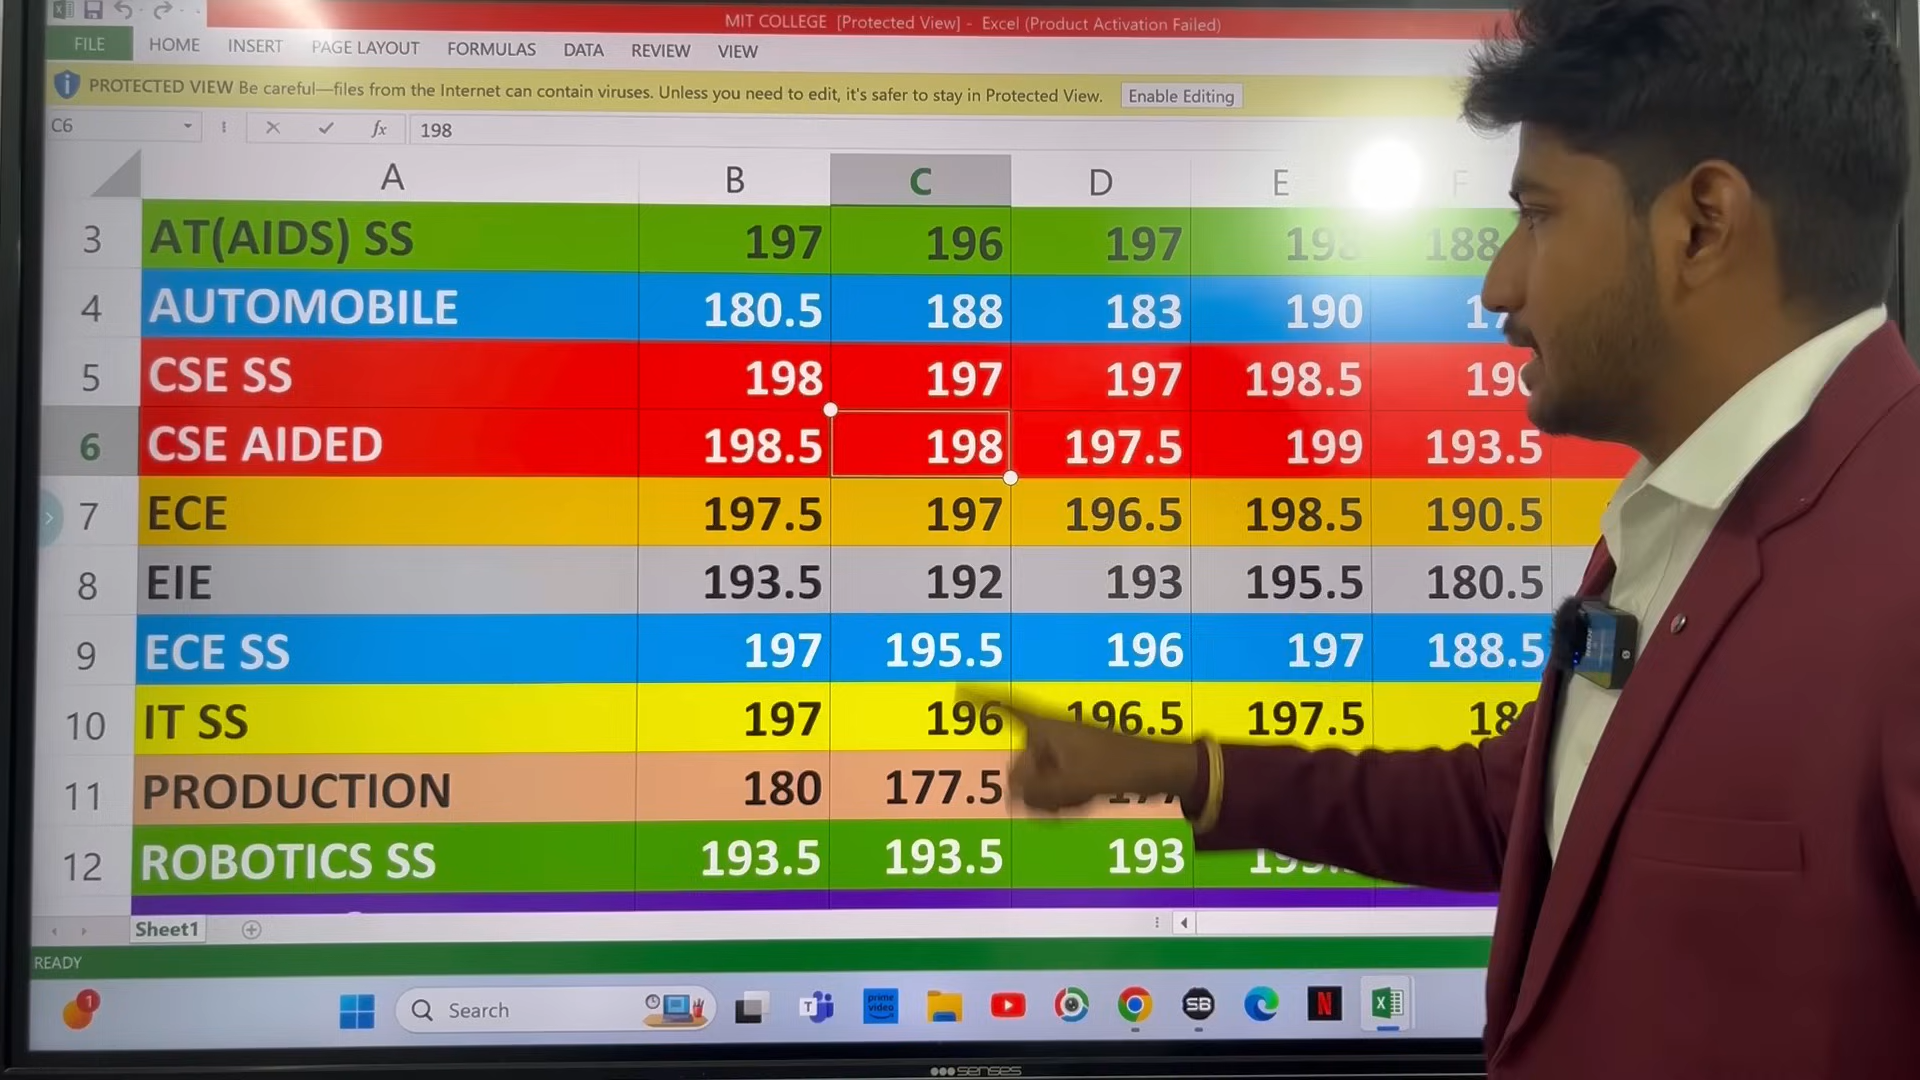 MIT COLLEGE [Protected View] - Excel (Product Activation Failed)
FILE HOME INSERT PAGE LAYOUT FORMULAS DATA REVIEW VIEW
PROTECTED VIEW Be careful—files from the Internet can contain viruses. Unless you need to edit, it's safer to stay in Protected View. Enable Editing
C6 fx 198
A B C D E F
3 AT(AIDS) SS 197 196 197 198 188
4 AUTOMOBILE 180.5 188 183 190
5 CSE SS 198 197 197 198.5
6 CSE AIDED 198.5 198 197.5 199 193.5
7 ECE 197.5 197 196.5 198.5 190.5
8 EIE 193.5 192 193 195.5 180.5
9 ECE SS 197 195.5 196 197 188.5
10 IT SS 197 196 196.5 197.5
11 PRODUCTION 180 177.5
12 ROBOTICS SS 193.5 193.5 193
Sheet1
READY
1 Search T prime video SB N X
senses